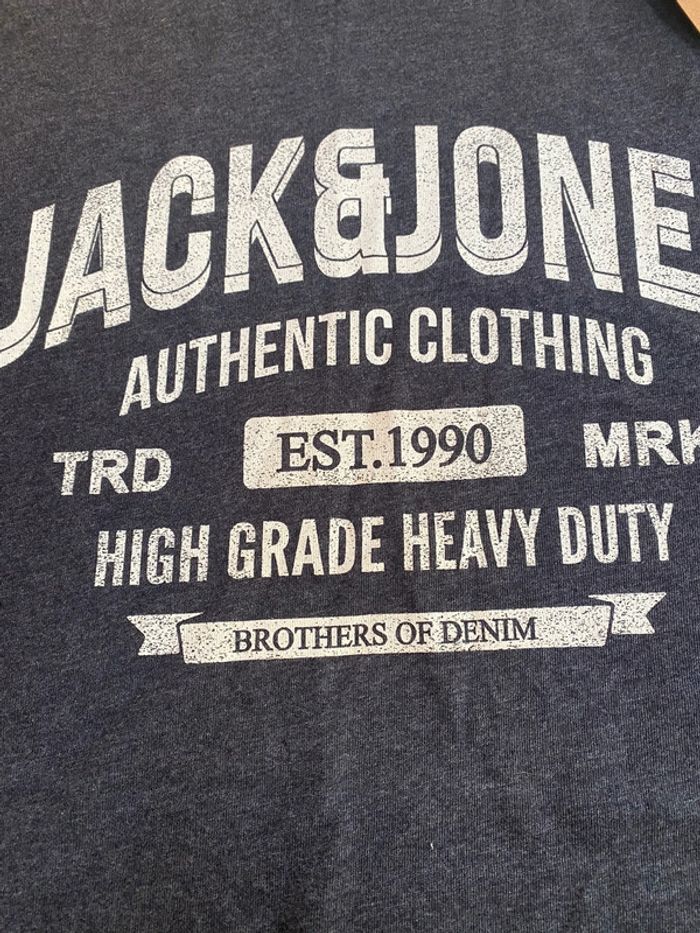 JACK&JONE
AUTHENTIC CLOTHING
TRD EST.1990 MRK
HIGH GRADE HEAVY DUTY
BROTHERS OF DENIM